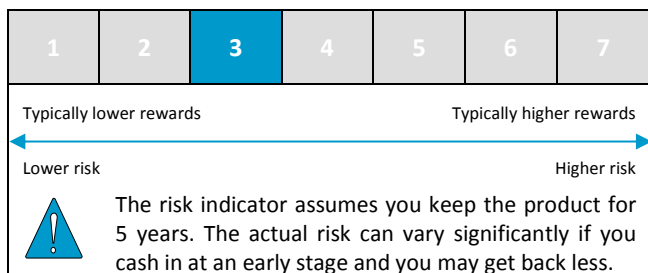 1 2 3 4 5 6 7
Typically lower rewards Typically higher rewards
Lower risk Higher risk
The risk indicator assumes you keep the product for
5 years. The actual risk can vary significantly if you
cash in at an early stage and you may get back less.